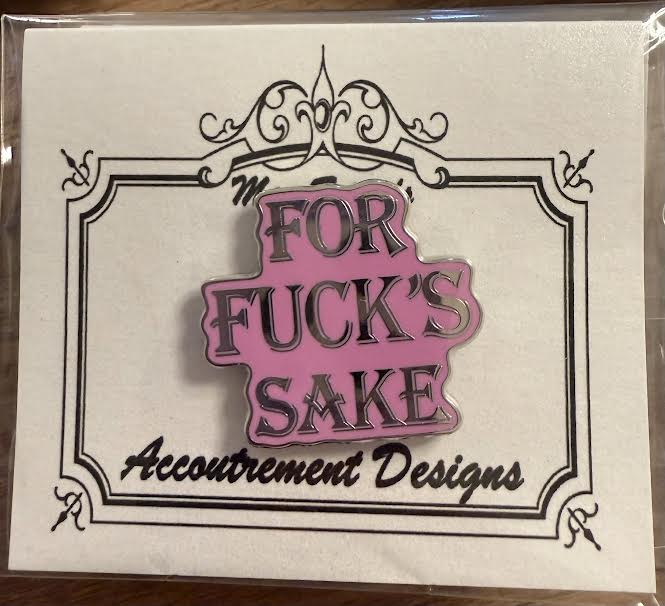 FOR
FUCK'S
SAKE
Accoutrement Designs